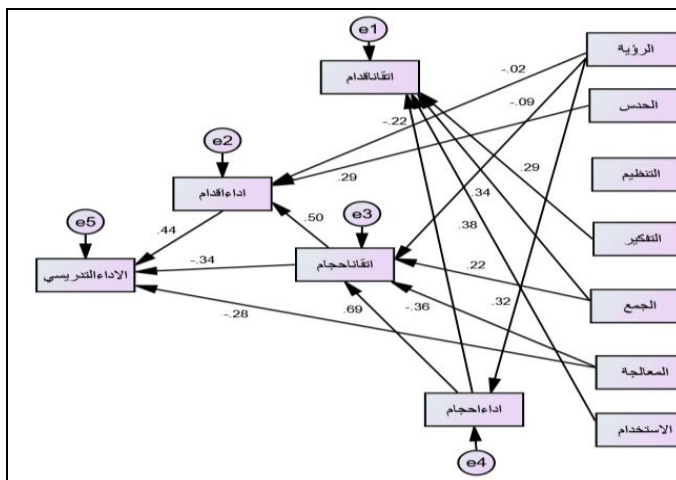 e1
الرؤية
اتقاناقدام
-.02
-.09
الحدس
e2
-.22
التنظيم
اداءاقدام
.29
.34
.29
e5
e3
.50
.38
التفكير
.44
الاداءالتدريسي
-.34
اتقاناحجام
.22
.32
الجمع
-.28
.69
-.36
المعالجة
اداءاحجام
الاستخدام
e4